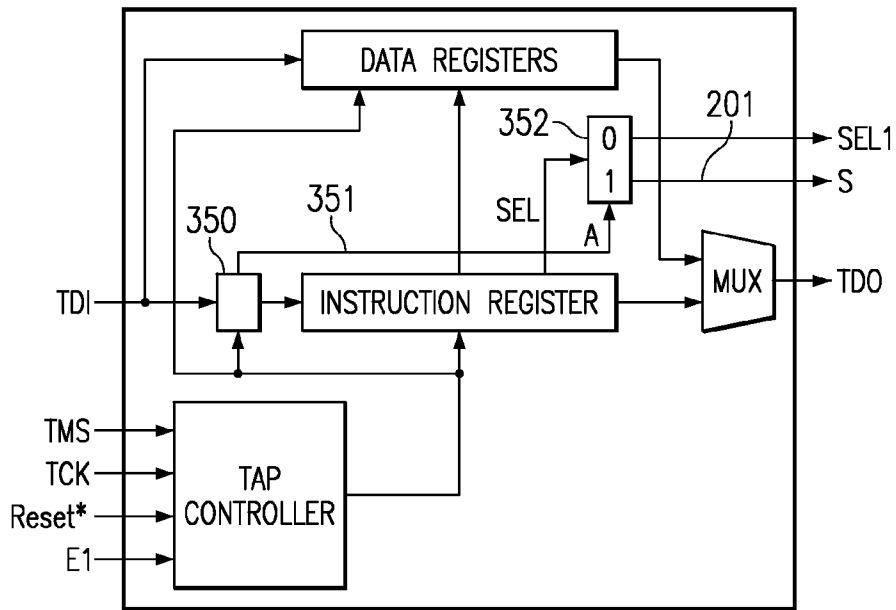 DATA REGISTERS
352
0
1
201
SEL1
S
SEL
A
351
350
TDI
INSTRUCTION REGISTER
MUX
TDO
TMS
TCK
Reset*
E1
TAP
CONTROLLER